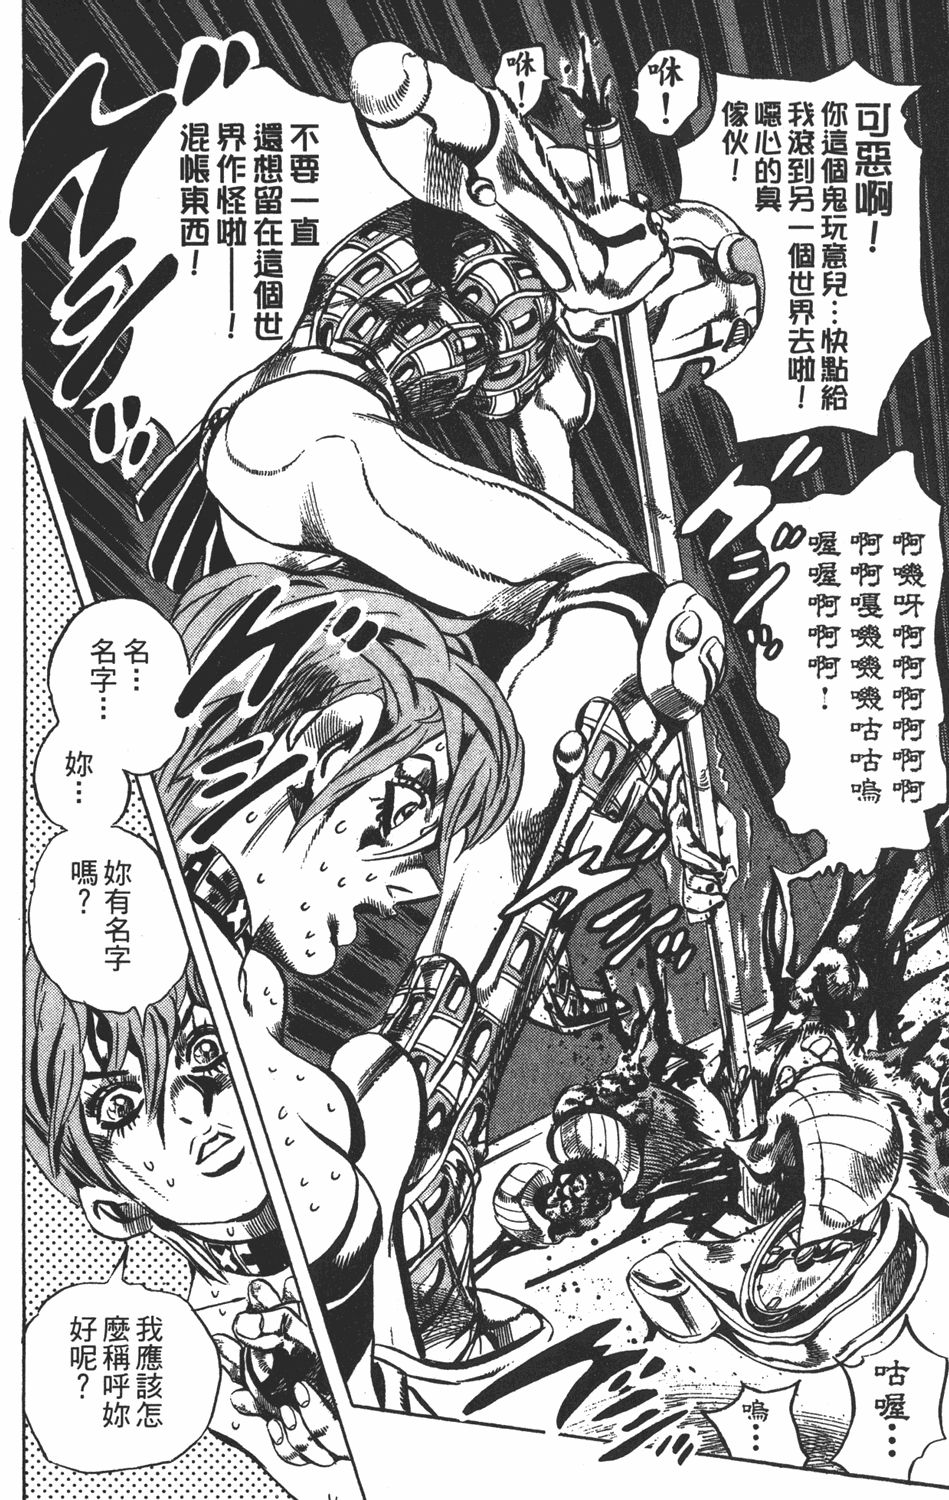 可惡啊！
你這個鬼玩意兒…快點給
我滾到另一個世界去啦！
噁心的臭
傢伙！
咻！
咻！
不要一直
還想留在這個世
界作怪啦——！
混帳東西！
啊嘰呀啊啊啊啊啊啊
啊啊嘎嘰嘰嘰咕咕嗚
喔喔啊啊啊！
咕喔…
嗚…
名…
名字…
妳…
妳有名字
嗎？
我應該怎
麼稱呼妳
好呢？